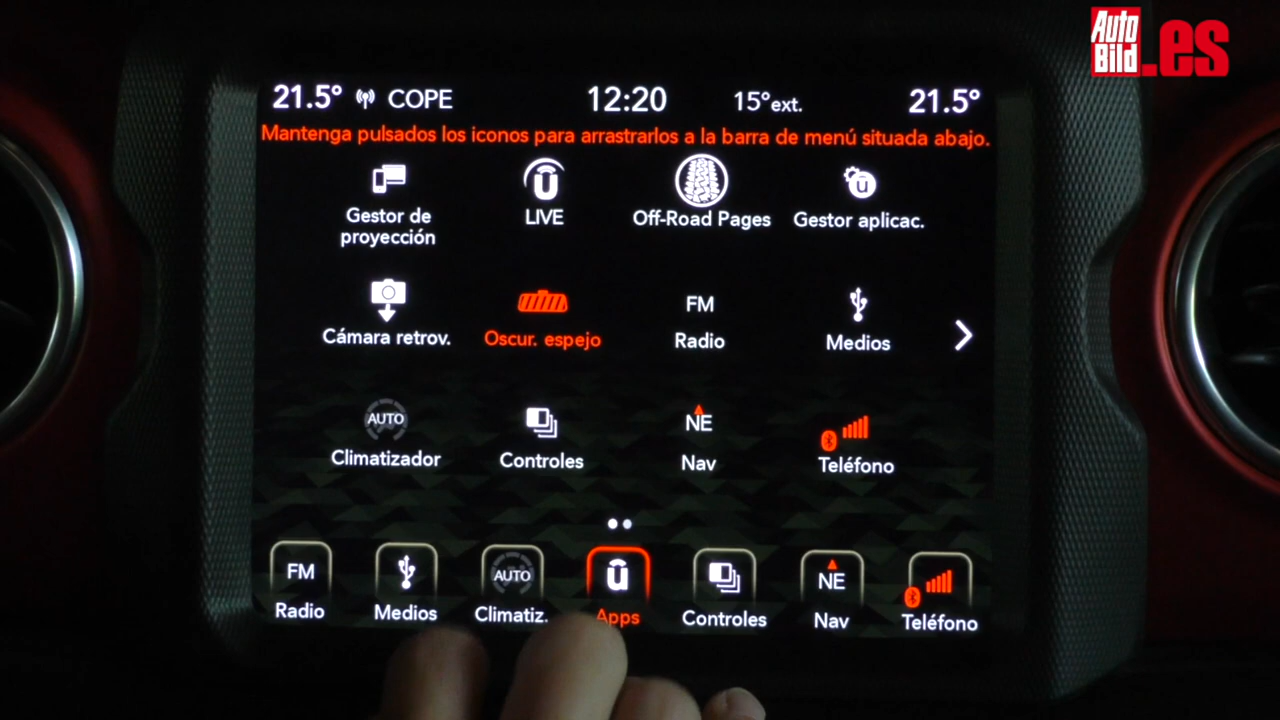 Auto
Bild.es
21.5° COPE 12:20 15°ext. 21.5°
Mantenga pulsados los iconos para arrastrarlos a la barra de menú situada abajo.
Gestor de
proyección
LIVE
Off-Road Pages
Gestor aplicac.
Cámara retrov.
Oscur. espejo
FM
Radio
Medios
AUTO
Climatizador
Controles
NE
Nav
Teléfono
FM
Radio
Medios
AUTO
Climatiz.
Apps
Controles
NE
Nav
Teléfono